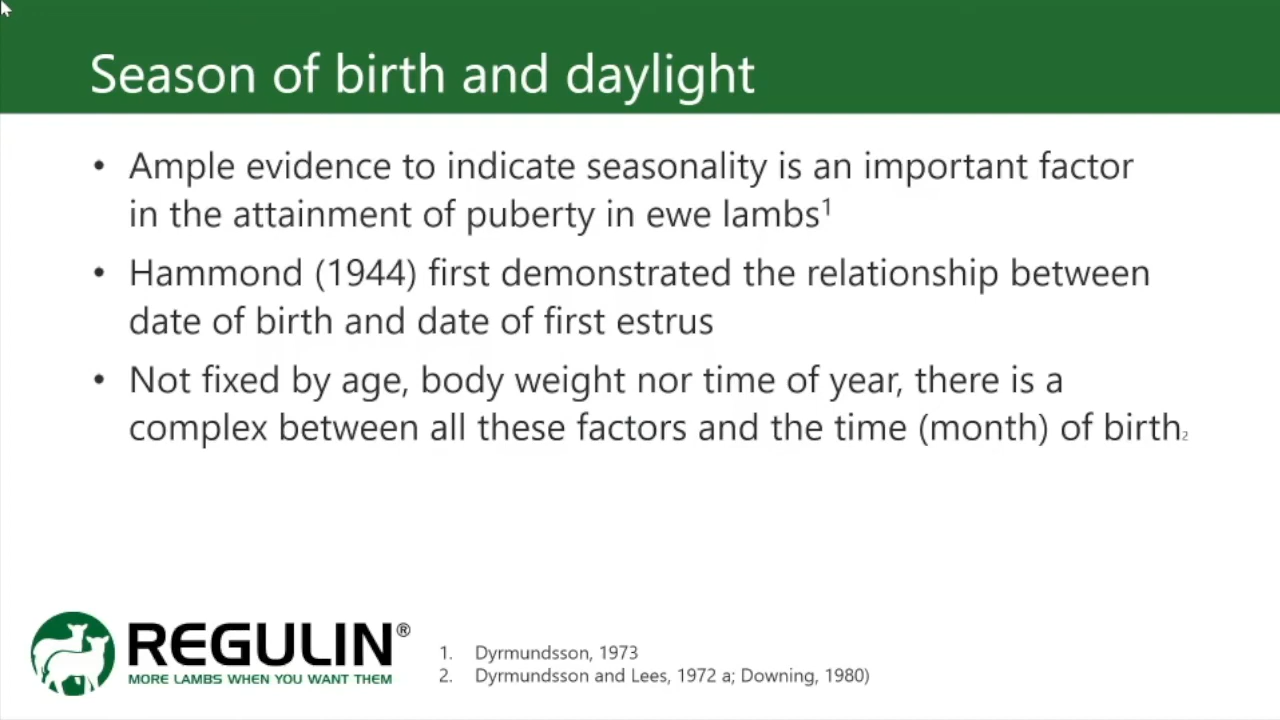 Season of birth and daylight
• Ample evidence to indicate seasonality is an important factor
in the attainment of puberty in ewe lambs¹
• Hammond (1944) first demonstrated the relationship between
date of birth and date of first estrus
• Not fixed by age, body weight nor time of year, there is a
complex between all these factors and the time (month) of birth₂
REGULIN®
MORE LAMBS WHEN YOU WANT THEM
1. Dyrmundsson, 1973
2. Dyrmundsson and Lees, 1972 a; Downing, 1980)